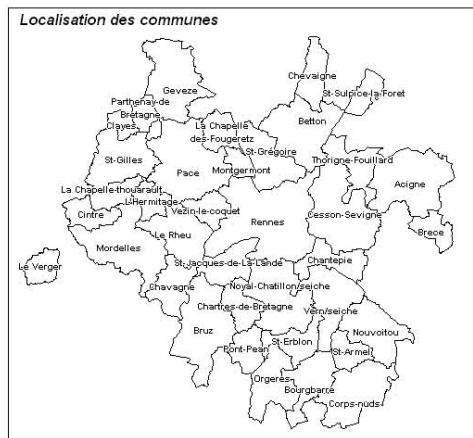 Localisation des communes
Geveze
Chevaigne
St-Sulpice-la-Foret
Parthenay-de
Bretagne
Clayes
La Chapelle
des-Fougeretz
Betton
St-Grégoire
St-Gilles
Pace
Montgermont
Thorigne-Fouillard
Acigne
La Chapelle-thouarault
L'Hermitage
Vezin-le-coquet
Cintre
Rennes
Cesson-Sevigne
Brece
Le Rheu
Mordelles
Le Verger
St-Jacques-de-La-Lande
Chantepie
Chavagne
Noyal-Chatillon/seiche
Chartres-de-Bretagne
Vern/seiche
Bruz
Nouvoitou
St-Erblon
Pont-Pean
St-Armel
Orgeres
Bourgbarre
Corps-nuds